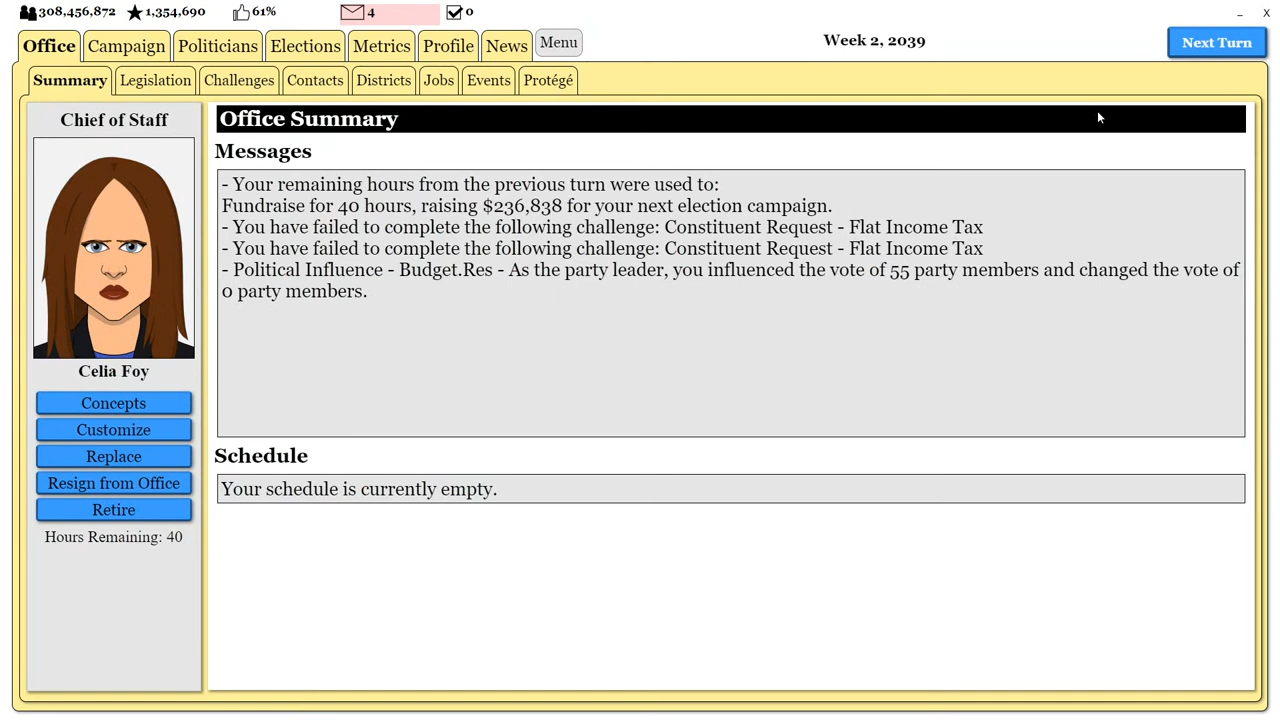 308,456,872 1,354,690 61% 4 0
_ X
Office Campaign Politicians Elections Metrics Profile News Menu
Week 2, 2039
Next Turn
Summary Legislation Challenges Contacts Districts Jobs Events Protégé
Chief of Staff
Celia Foy
Concepts
Customize
Replace
Resign from Office
Retire
Hours Remaining: 40
Office Summary
Messages
- Your remaining hours from the previous turn were used to:
Fundraise for 40 hours, raising $236,838 for your next election campaign.
- You have failed to complete the following challenge: Constituent Request - Flat Income Tax
- You have failed to complete the following challenge: Constituent Request - Flat Income Tax
- Political Influence - Budget.Res - As the party leader, you influenced the vote of 55 party members and changed the vote of
0 party members.
Schedule
Your schedule is currently empty.